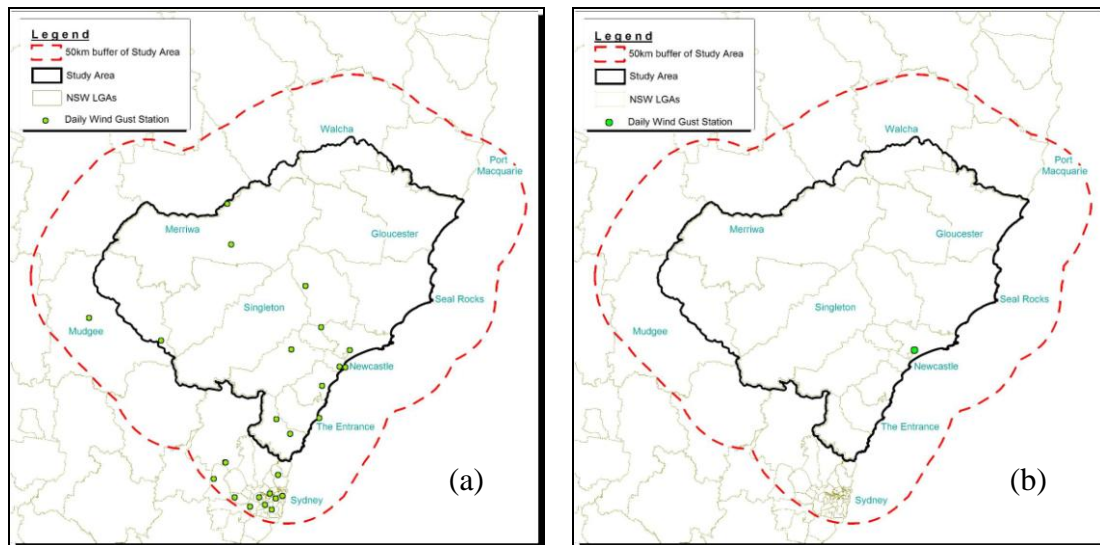 Legend
50km buffer of Study Area
Study Area
NSW LGAs
Daily Wind Gust Station
Walcha
Port
Macquarie
Merriwa
Gloucester
Singleton
Seal Rocks
Mudgee
Newcastle
The Entrance
Sydney
(a)
Legend
50km buffer of Study Area
Study Area
NSW LGAs
Daily Wind Gust Station
Walcha
Port
Macquarie
Merriwa
Gloucester
Singleton
Seal Rocks
Mudgee
Newcastle
The Entrance
Sydney
(b)